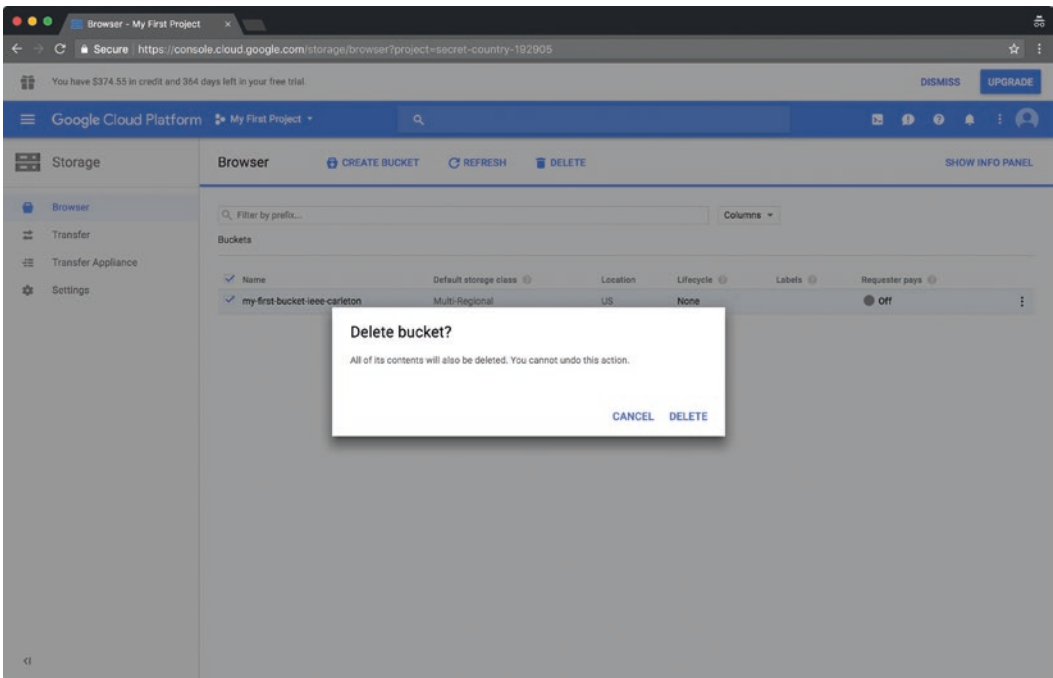 Browser - My First Project
Secure https://console.cloud.google.com/storage/browser?project=secret-country-192905
You have $374.55 in credit and 364 days left in your free trial.
DISMISS
UPGRADE
Google Cloud Platform My First Project
Storage
Browser
CREATE BUCKET
REFRESH
DELETE
SHOW INFO PANEL
Browser
Transfer
Transfer Appliance
Settings
Filter by prefix...
Columns
Buckets
Name Default storage class Location Lifecycle Labels Requester pays
my-first-bucket-ieee-carleton Multi-Regional US None Off
Delete bucket?
All of its contents will also be deleted. You cannot undo this action.
CANCEL DELETE